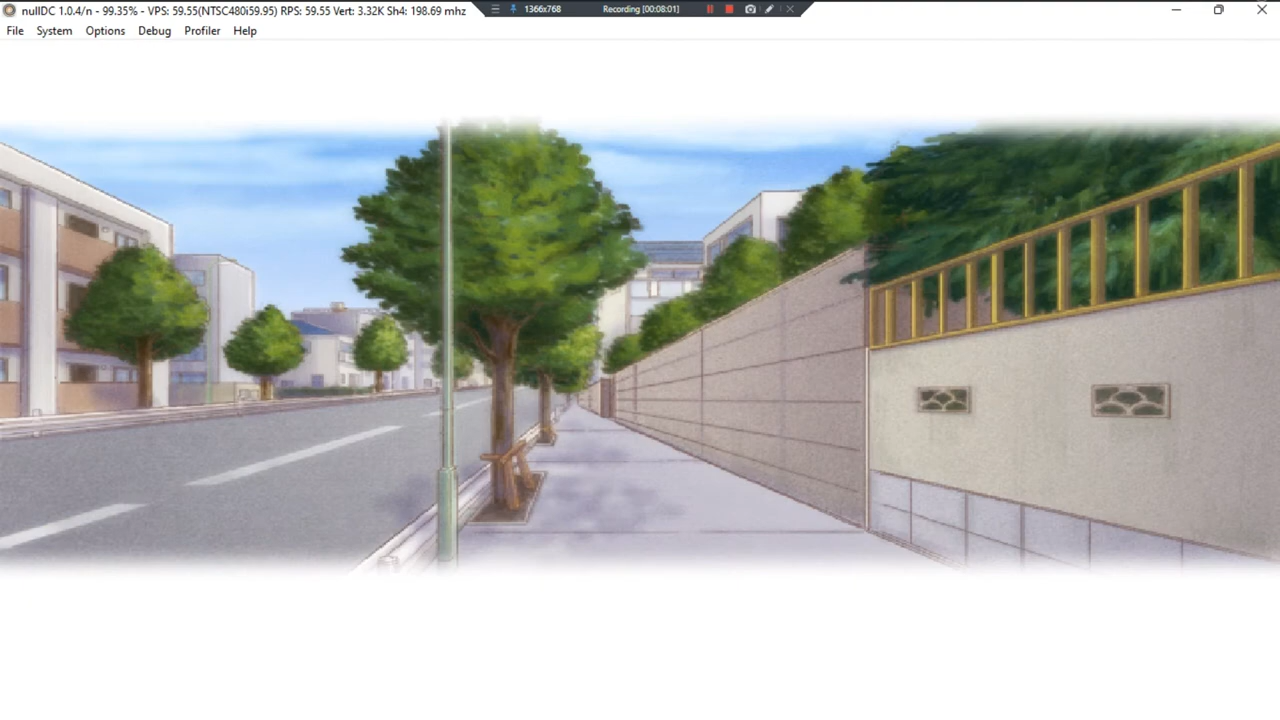 nullDC 1.0.4/n - 99.35% - VPS: 59.55(NTSC480i59.95) RPS: 59.55 Vert: 3.32K Sh4: 198.69 mhz
1366x768 Recording [00:08:01]
File System Options Debug Profiler Help